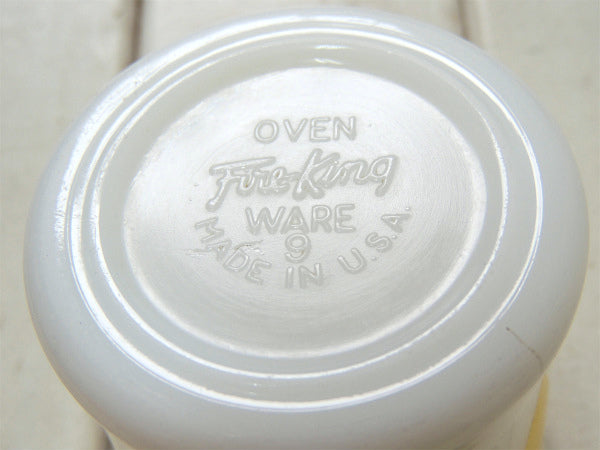 OVEN
Fire-King
WARE
9
MADE IN U.S.A.